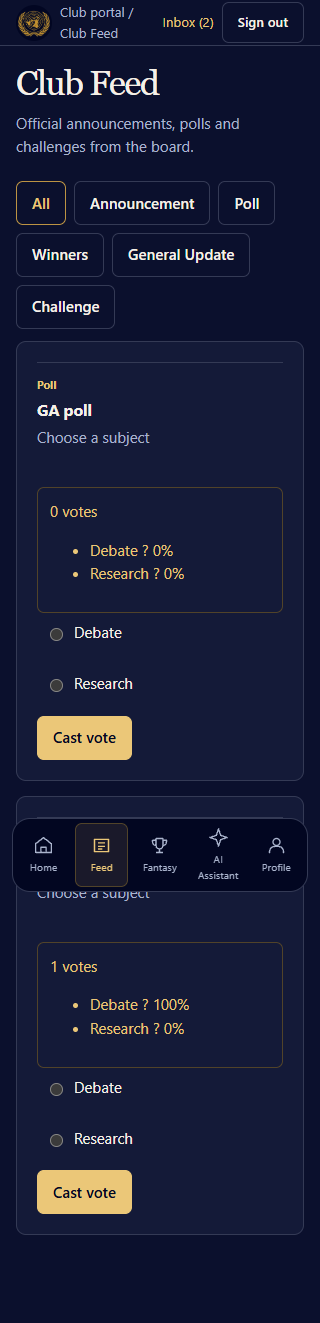 Club portal /
Club Feed
Inbox (2)
Sign out
Club Feed
Official announcements, polls and
challenges from the board.
All
Announcement
Poll
Winners
General Update
Challenge
Poll
GA poll
Choose a subject
0 votes
• Debate ? 0%
• Research ? 0%
Debate
Research
Cast vote
Home
Feed
Fantasy
AI
Assistant
Profile
Choose a subject
1 votes
• Debate ? 100%
• Research ? 0%
Debate
Research
Cast vote